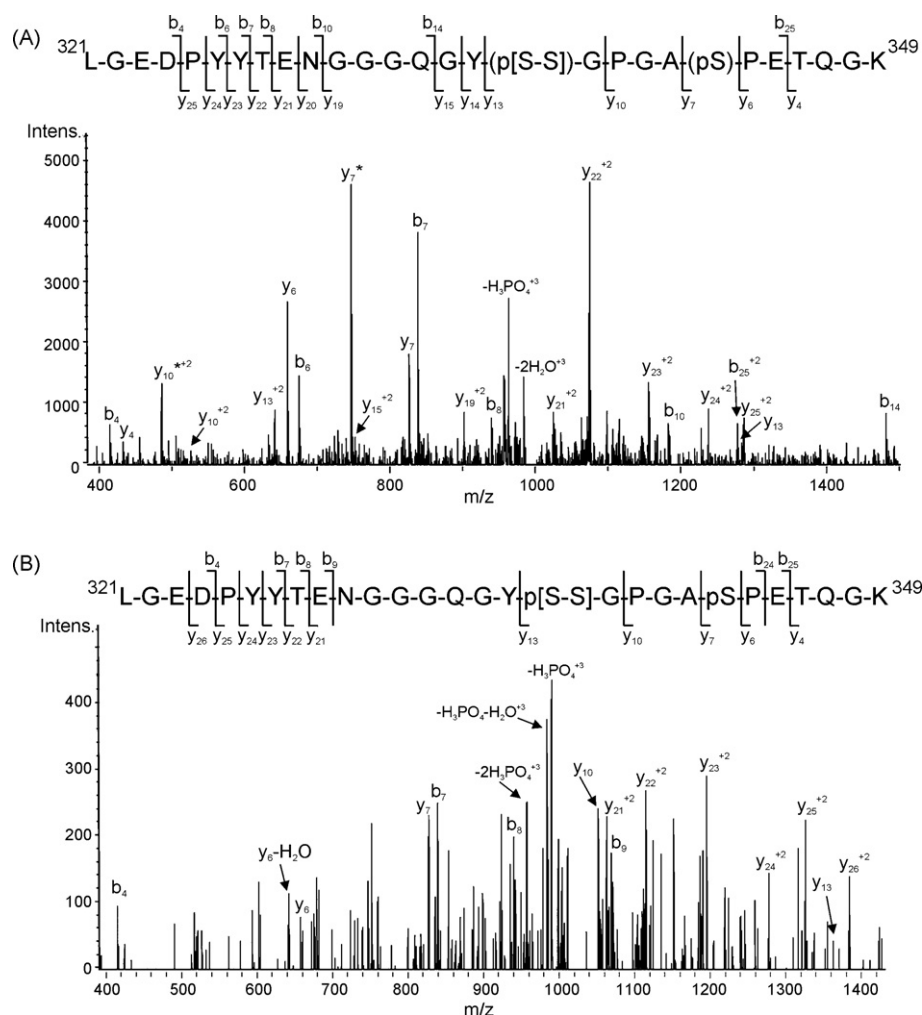 (A)
b4 b6 b7 b8 b10 b14 b25
321 L-G-E-D-P-Y-Y-T-E-N-G-G-G-Q-G-Y-(p[S-S])-G-P-G-A-(pS)-P-E-T-Q-G-K 349
y25 y24 y23 y22 y21 y20 y19 y15 y14 y13 y10 y7 y6 y4
Intens.
5000
4000
3000
2000
1000
0
y7* y22+2
b7
-H3PO4+3
y6
y7
b6 -2H2O+3
y10*+2 y23+2 b25+2
y13+2 y19+2 y21+2 y24+2
b4 y4 y10+2 y15+2 b8 b10 y25+2 y13 b14
400 600 800 1000 1200 1400
m/z
(B)
b4 b7 b8 b9 b24 b25
321 L-G-E-D-P-Y-Y-T-E-N-G-G-G-Q-G-Y-p[S-S]-G-P-G-A-pS-P-E-T-Q-G-K 349
y26 y25 y24 y23 y22 y21 y13 y10 y7 y6 y4
Intens.
400
300
200
100
0
-H3PO4+3
-H3PO4-H2O+3
-2H3PO4+3 y10 y22+2 y23+2
y7 b7 b8 y21+2 b9 y25+2
y6-H2O
b4 y6 y24+2 y13 y26+2
400 500 600 700 800 900 1000 1100 1200 1300 1400
m/z